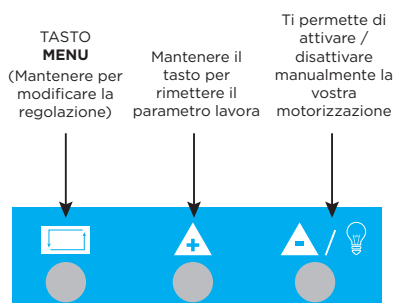 TASTO
MENU
(Mantenere per
modificare la
regolazione)
Mantenere il
tasto per
rimettere il
parametro lavora
Ti permette di
attivare /
disattivare
manualmente la
vostra
motorizzazione
+
- /